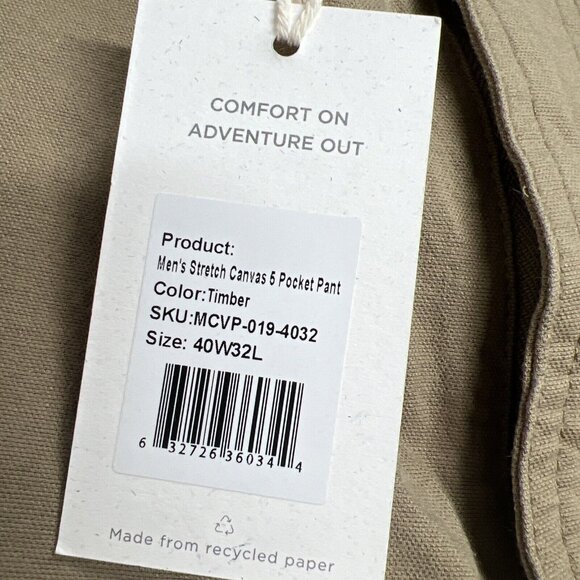 COMFORT ON
ADVENTURE OUT
Product:
Men's Stretch Canvas 5 Pocket Pant
Color:Timber
SKU:MCVP-019-4032
Size: 40W32L
6 32726 36034 4
Made from recycled paper